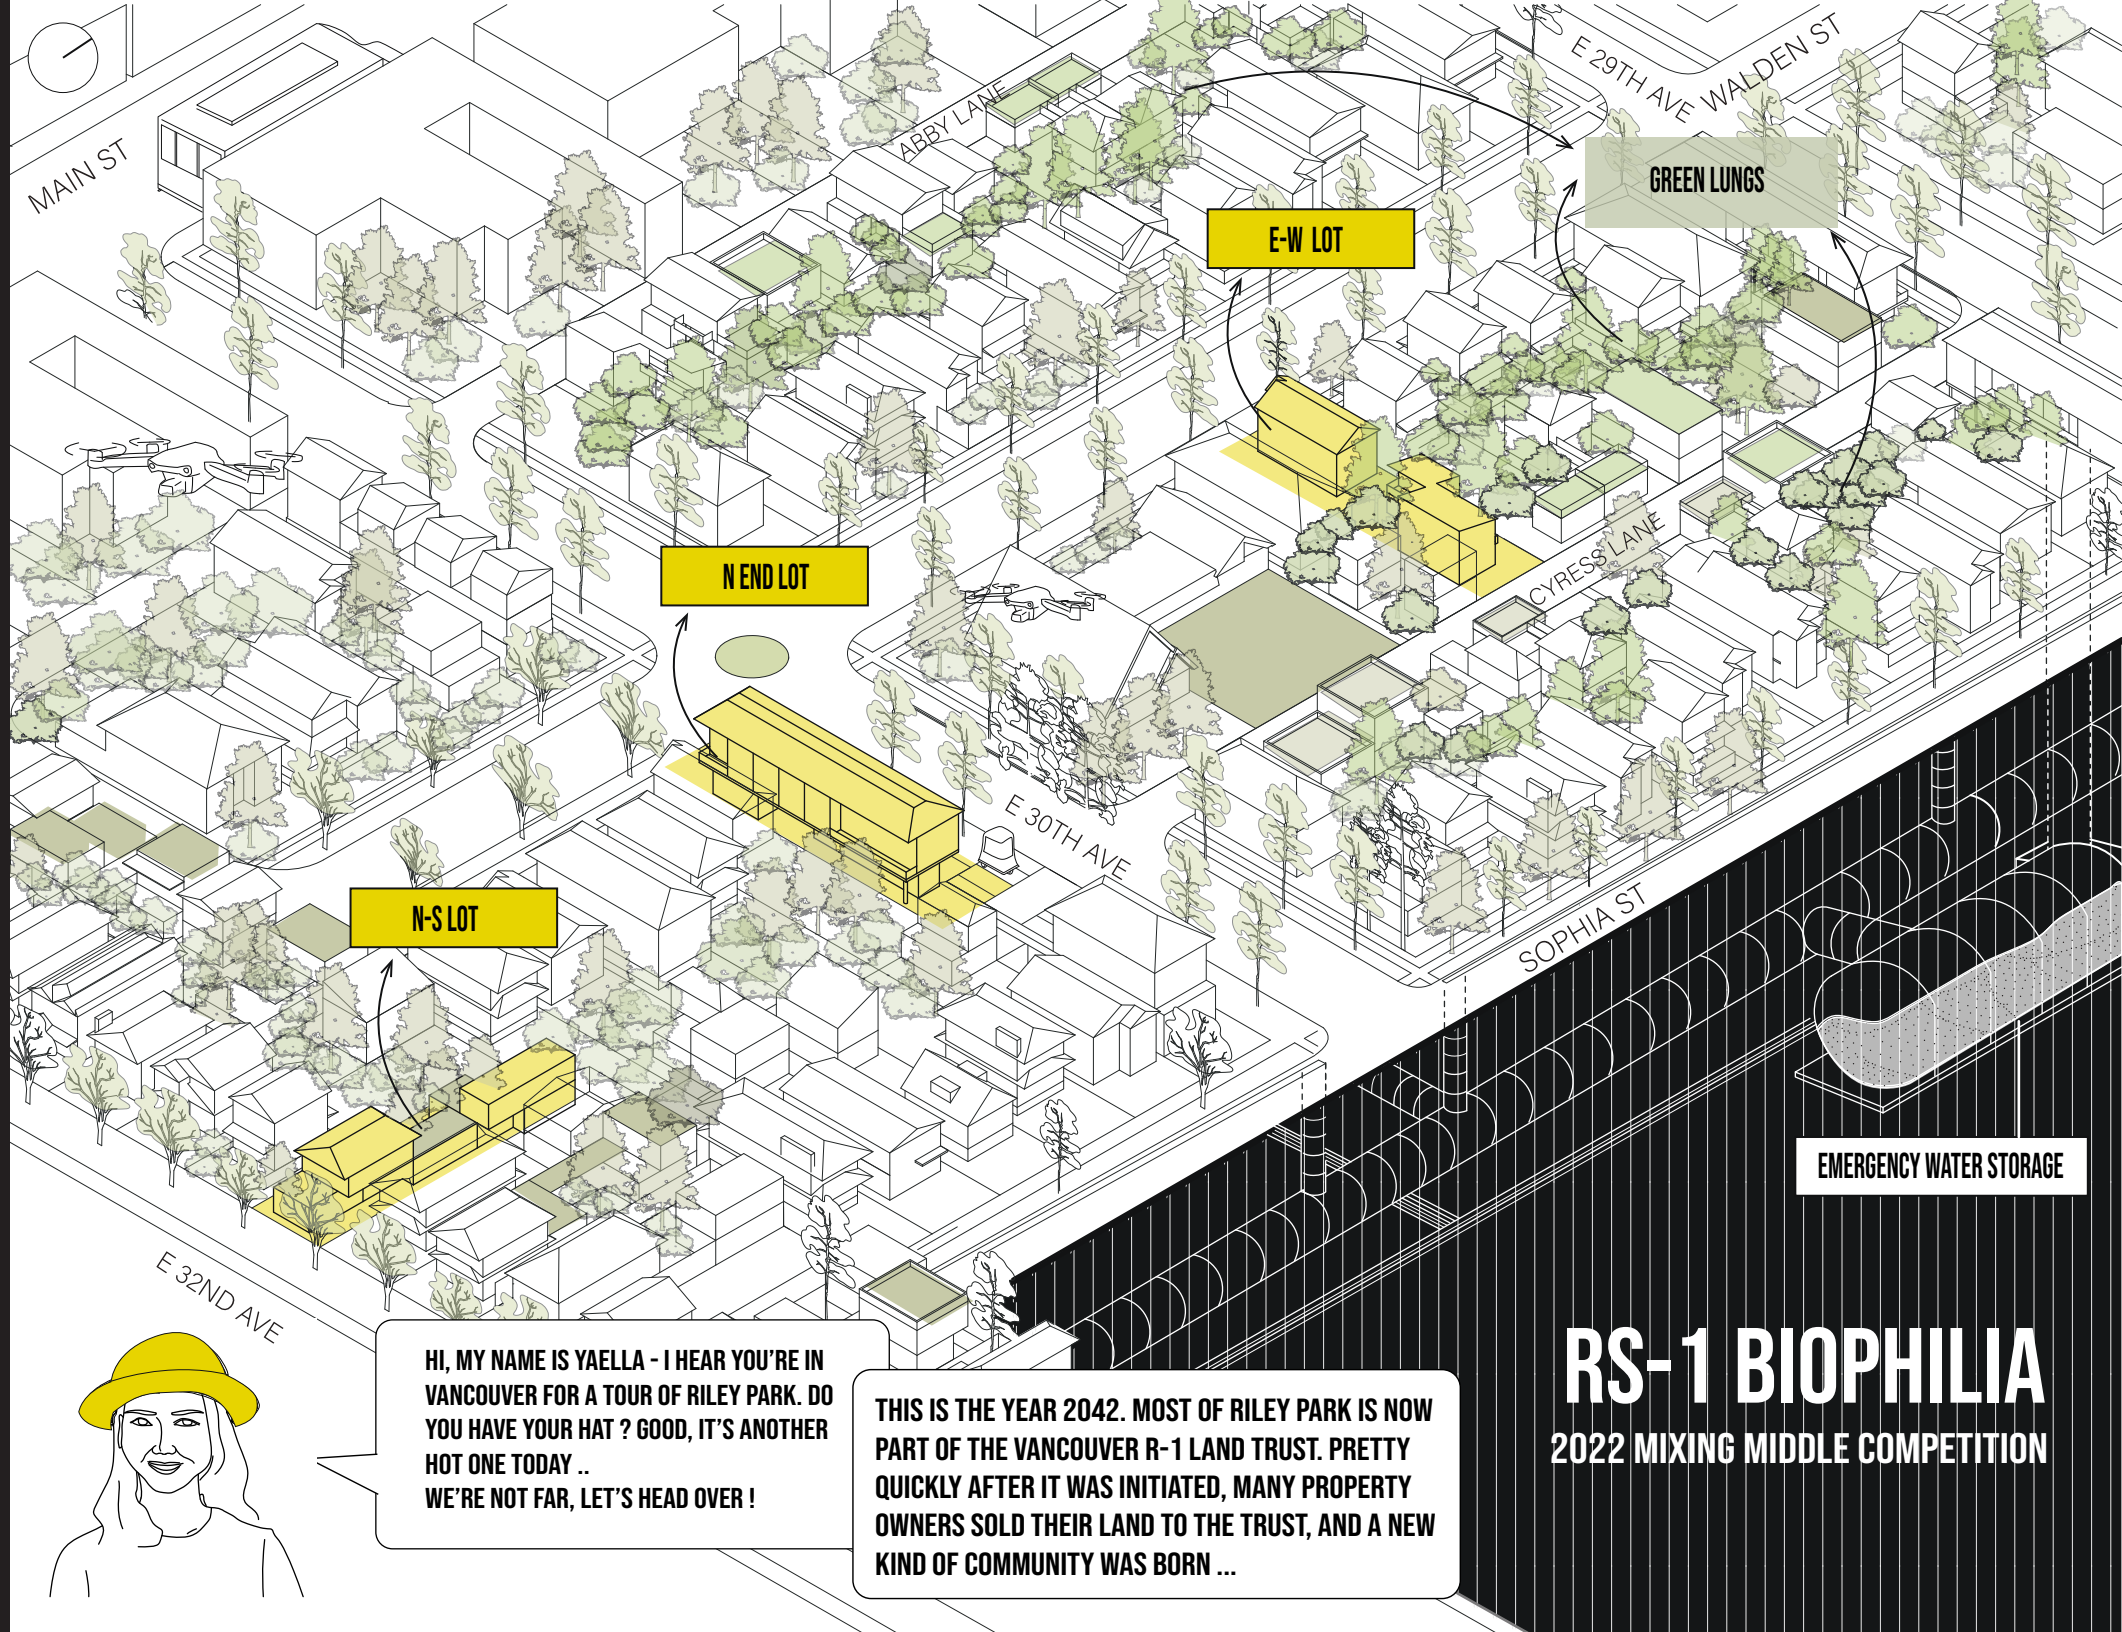 E 29TH AVE
WALDEN ST
MAIN ST
ABBY LANE
GREEN LUNGS
E-W LOT
CYRESS LANE
N END LOT
E 30TH AVE
N-S LOT
SOPHIA ST
EMERGENCY WATER STORAGE
E 32ND AVE
HI, MY NAME IS YAELLA - I HEAR YOU'RE IN
VANCOUVER FOR A TOUR OF RILEY PARK. DO
YOU HAVE YOUR HAT ? GOOD, IT'S ANOTHER
HOT ONE TODAY ..
WE'RE NOT FAR, LET'S HEAD OVER !
THIS IS THE YEAR 2042. MOST OF RILEY PARK IS NOW
PART OF THE VANCOUVER R-1 LAND TRUST. PRETTY
QUICKLY AFTER IT WAS INITIATED, MANY PROPERTY
OWNERS SOLD THEIR LAND TO THE TRUST, AND A NEW
KIND OF COMMUNITY WAS BORN ...
RS-1 BIOPHILIA
2022 MIXING MIDDLE COMPETITION